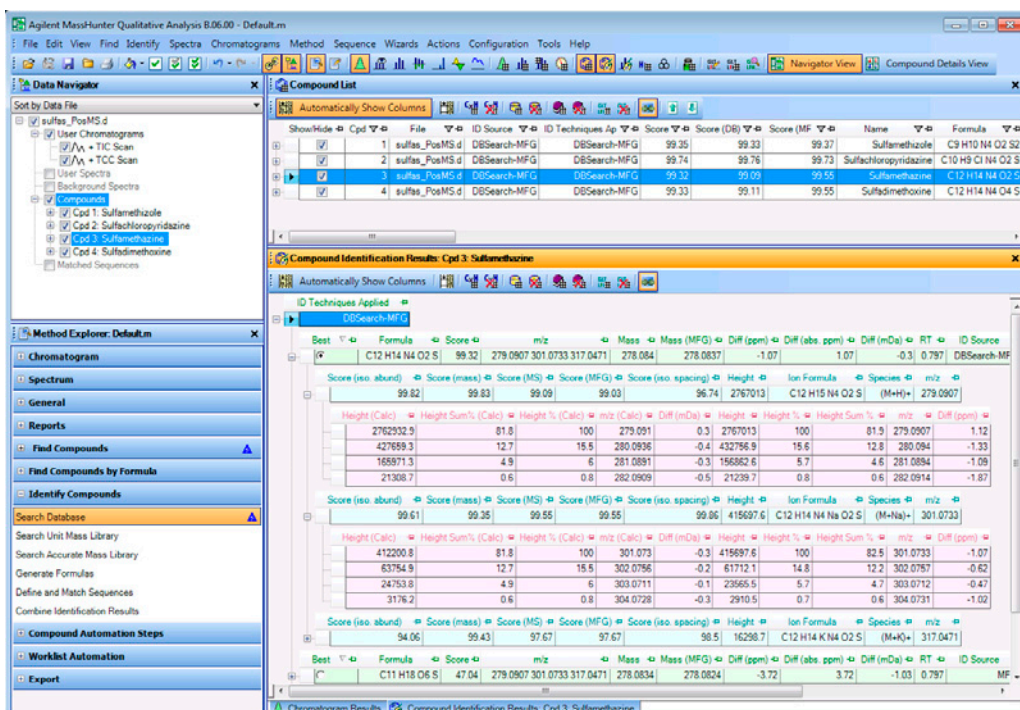 Agilent MassHunter Qualitative Analysis B.06.00 - Default.m
File Edit View Find Identify Spectra Chromatograms Method Sequence Wizards Actions Configuration Tools Help
Navigator View Compound Details View
Data Navigator
Sort by Data File
sulfas_PosMS.d
User Chromatograms
+ TIC Scan
+ TCC Scan
User Spectra
Background Spectra
Compounds
Cpd 1: Sulfamethizole
Cpd 2: Sulfachloropyridazine
Cpd 3: Sulfamethazine
Cpd 4: Sulfadimethoxine
Matched Sequences
Method Explorer: Default.m
Chromatogram
Spectrum
General
Reports
Find Compounds
Find Compounds by Formula
Identify Compounds
Search Database
Search Unit Mass Library
Search Accurate Mass Library
Generate Formulas
Define and Match Sequences
Combine Identification Results
Compound Automation Steps
Worklist Automation
Export
Compound List
Automatically Show Columns
Show/Hide Cpd File ID Source ID Techniques Ap Score Score (DB) Score (MF Name Formula
1 sulfas_PosMS.d DBSearch-MFG DBSearch-MFG 99.35 99.33 99.37 Sulfamethizole C9 H10 N4 O2 S2
2 sulfas_PosMS.d DBSearch-MFG DBSearch-MFG 99.74 99.76 99.73 Sulfachloropyridazine C10 H9 Cl N4 O2 S
3 sulfas_PosMS.d DBSearch-MFG DBSearch-MFG 99.32 99.09 99.55 Sulfamethazine C12 H14 N4 O2 S
4 sulfas_PosMS.d DBSearch-MFG DBSearch-MFG 99.33 99.11 99.55 Sulfadimethoxine C12 H14 N4 O4 S
Compound Identification Results: Cpd 3: Sulfamethazine
Automatically Show Columns
ID Techniques Applied
DBSearch-MFG
Best Formula Score m/z Mass Mass (MFG) Diff (ppm) Diff (abs. ppm) Diff (mDa) RT ID Source
C12 H14 N4 O2 S 99.32 279.0907 301.0733 317.0471 278.084 278.0837 -1.07 1.07 -0.3 0.797 DBSearch-MF
Score (iso. abund) Score (mass) Score (MS) Score (MFG) Score (iso. spacing) Height Ion Formula Species m/z
99.82 99.83 99.09 99.03 96.74 2767013 C12 H15 N4 O2 S (M+H)+ 279.0907
Height (Calc) Height Sum% (Calc) Height % (Calc) m/z (Calc) Diff (mDa) Height Height % Height Sum % m/z Diff (ppm)
2762932.9 81.8 100 279.091 0.3 2767013 100 81.9 279.0907 1.12
427659.3 12.7 15.5 280.0936 -0.4 432756.9 15.6 12.8 280.094 -1.33
165971.3 4.9 6 281.0891 -0.3 156862.6 5.7 4.6 281.0894 -1.09
21308.7 0.6 0.8 282.0909 -0.5 21239.7 0.8 0.6 282.0914 -1.87
Score (iso. abund) Score (mass) Score (MS) Score (MFG) Score (iso. spacing) Height Ion Formula Species m/z
99.61 99.35 99.55 99.55 99.86 415697.6 C12 H14 N4 Na O2 S (M+Na)+ 301.0733
Height (Calc) Height Sum% (Calc) Height % (Calc) m/z (Calc) Diff (mDa) Height Height % Height Sum % m/z Diff (ppm)
412200.8 81.8 100 301.073 -0.3 415697.6 100 82.5 301.0733 -1.07
63754.9 12.7 15.5 302.0756 -0.2 61712.1 14.8 12.2 302.0757 -0.62
24753.8 4.9 6 303.0711 -0.1 23565.5 5.7 4.7 303.0712 -0.47
3176.2 0.6 0.8 304.0728 -0.3 2910.5 0.7 0.6 304.0731 -1.02
Score (iso. abund) Score (mass) Score (MS) Score (MFG) Score (iso. spacing) Height Ion Formula Species m/z
94.06 99.43 97.67 97.67 98.5 16298.7 C12 H14 K N4 O2 S (M+K)+ 317.0471
Best Formula Score m/z Mass Mass (MFG) Diff (ppm) Diff (abs. ppm) Diff (mDa) RT ID Source
C11 H18 O6 S 47.04 279.0907 301.0733 317.0471 278.0834 278.0824 -3.72 3.72 -1.03 0.797 MF
Chromatogram Results Compound Identification Results: Cpd 3: Sulfamethazine